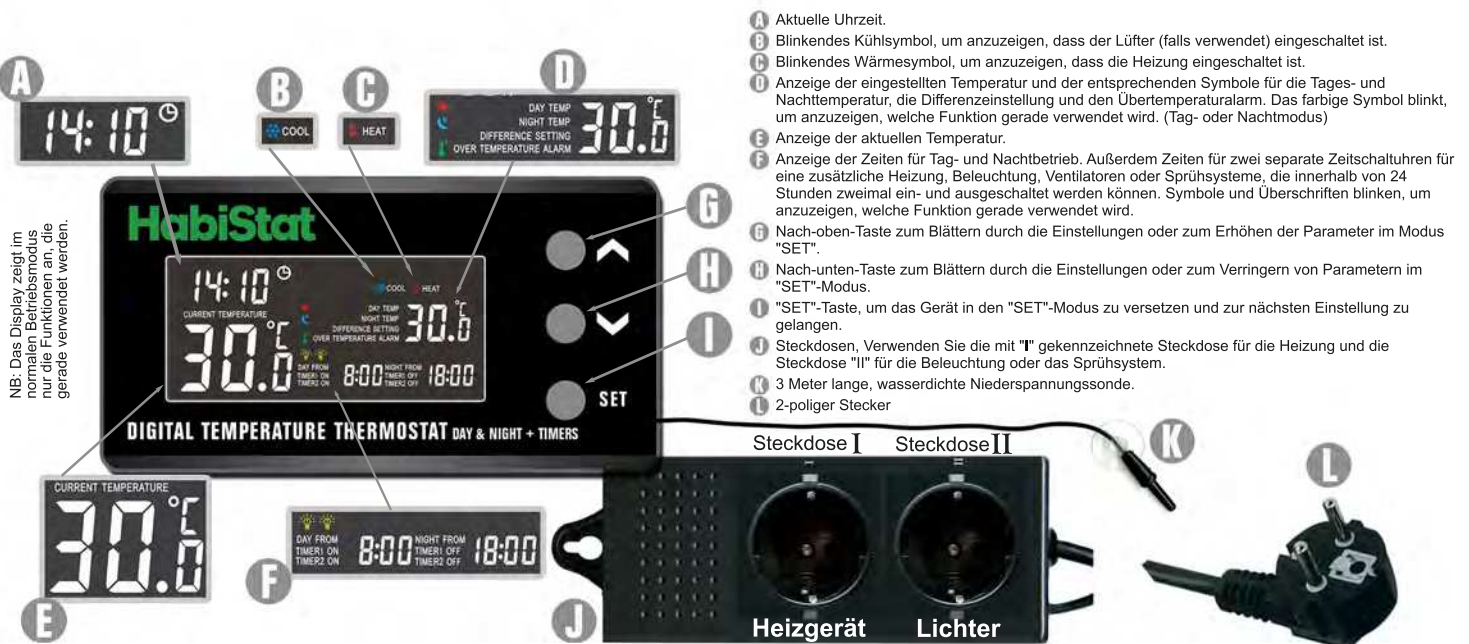 A Aktuelle Uhrzeit.
B Blinkendes Kühlsymbol, um anzuzeigen, dass der Lüfter (falls verwendet) eingeschaltet ist.
C Blinkendes Wärmesymbol, um anzuzeigen, dass die Heizung eingeschaltet ist.
D Anzeige der eingestellten Temperatur und der entsprechenden Symbole für die Tages- und
Nachttemperatur, die Differenzeinstellung und den Übertemperaturalarm. Das farbige Symbol blinkt,
um anzuzeigen, welche Funktion gerade verwendet wird. (Tag- oder Nachtmodus)
E Anzeige der aktuellen Temperatur.
F Anzeige der Zeiten für Tag- und Nachtbetrieb. Außerdem Zeiten für zwei separate Zeitschaltuhren für
eine zusätzliche Heizung, Beleuchtung, Ventilatoren oder Sprühsysteme, die innerhalb von 24
Stunden zweimal ein- und ausgeschaltet werden können. Symbole und Überschriften blinken, um
anzuzeigen, welche Funktion gerade verwendet wird.
G Nach-oben-Taste zum Blättern durch die Einstellungen oder zum Erhöhen der Parameter im Modus
"SET".
H Nach-unten-Taste zum Blättern durch die Einstellungen oder zum Verringern von Parametern im
"SET"-Modus.
I "SET"-Taste, um das Gerät in den "SET"-Modus zu versetzen und zur nächsten Einstellung zu
gelangen.
J Steckdosen, Verwenden Sie die mit "I" gekennzeichnete Steckdose für die Heizung und die
Steckdose "II" für die Beleuchtung oder das Sprühsystem.
K 3 Meter lange, wasserdichte Niederspannungssonde.
L 2-poliger Stecker
A
14:10
B
COOL
C
HEAT
D
DAY TEMP
NIGHT TEMP
DIFFERENCE SETTING
OVER TEMPERATURE ALARM
30.0 °C
NB: Das Display zeigt im
normalen Betriebsmodus
nur die Funktionen an, die
gerade verwendet werden.
HabiStat
14:10
COOL HEAT
CURRENT TEMPERATURE
30.0 °C
DAY TEMP
NIGHT TEMP
DIFFERENCE SETTING
OVER TEMPERATURE ALARM
30.0 °C
DAY FROM
TIMER1 ON
TIMER2 ON
8:00
NIGHT FROM
TIMER1 OFF
TIMER2 OFF
18:00
SET
G
H
I
DIGITAL TEMPERATURE THERMOSTAT DAY & NIGHT + TIMERS
E
CURRENT TEMPERATURE
30.0 °C
F
DAY FROM
TIMER1 ON
TIMER2 ON
8:00
NIGHT FROM
TIMER1 OFF
TIMER2 OFF
18:00
J
Steckdose I Steckdose II
I II
Heizgerät Lichter
K
L